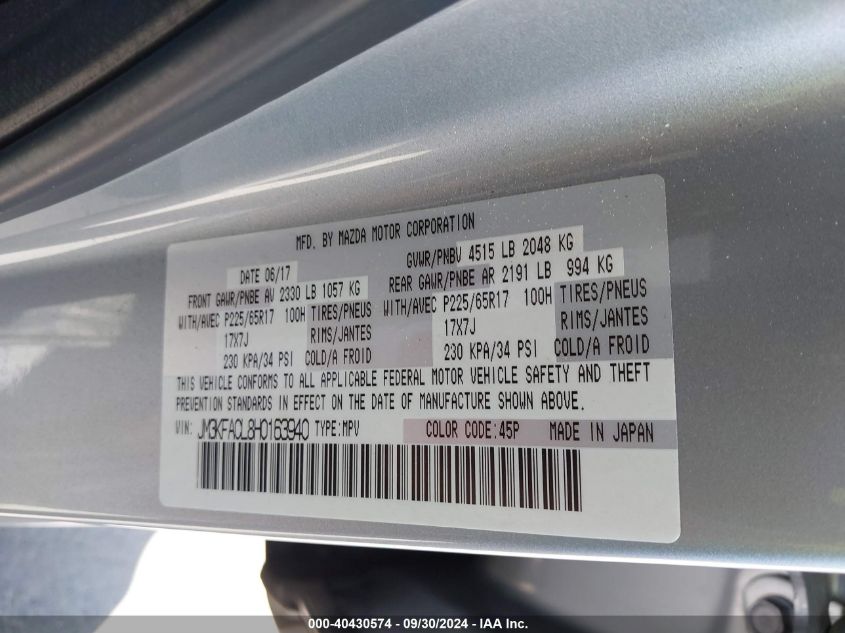 MFD. BY MAZDA MOTOR CORPORATION
DATE 06/17 GVWR/PNBV 4515 LB 2048 KG
FRONT GAWR/PNBE AV 2330 LB 1057 KG REAR GAWR/PNBE AR 2191 LB 994 KG
WITH/AVEC P225/65R17 100H TIRES/PNEUS WITH/AVEC P225/65R17 100H TIRES/PNEUS
17X7J RIMS/JANTES 17X7J RIMS/JANTES
230 KPA/34 PSI COLD/A FROID 230 KPA/34 PSI COLD/A FROID
THIS VEHICLE CONFORMS TO ALL APPLICABLE FEDERAL MOTOR VEHICLE SAFETY AND THEFT
PREVENTION STANDARDS IN EFFECT ON THE DATE OF MANUFACTURE SHOWN ABOVE.
VIN: JM3KFACL8H0163940 TYPE:MPV COLOR CODE:45P MADE IN JAPAN
000-40430574 - 09/30/2024 - IAA Inc.